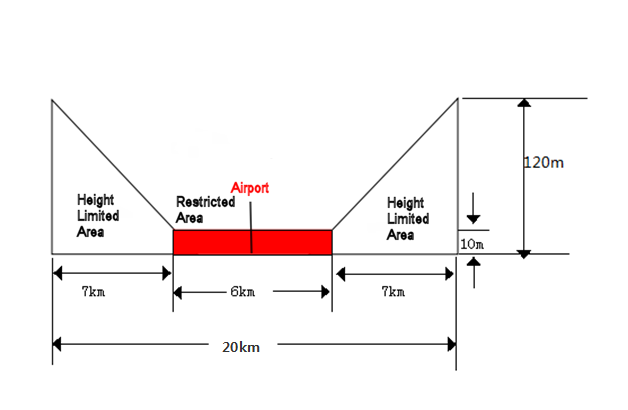 Airport
Height
Limited
Area
Restricted
Area
Height
Limited
Area
120m
10m
7km
6km
7km
20km